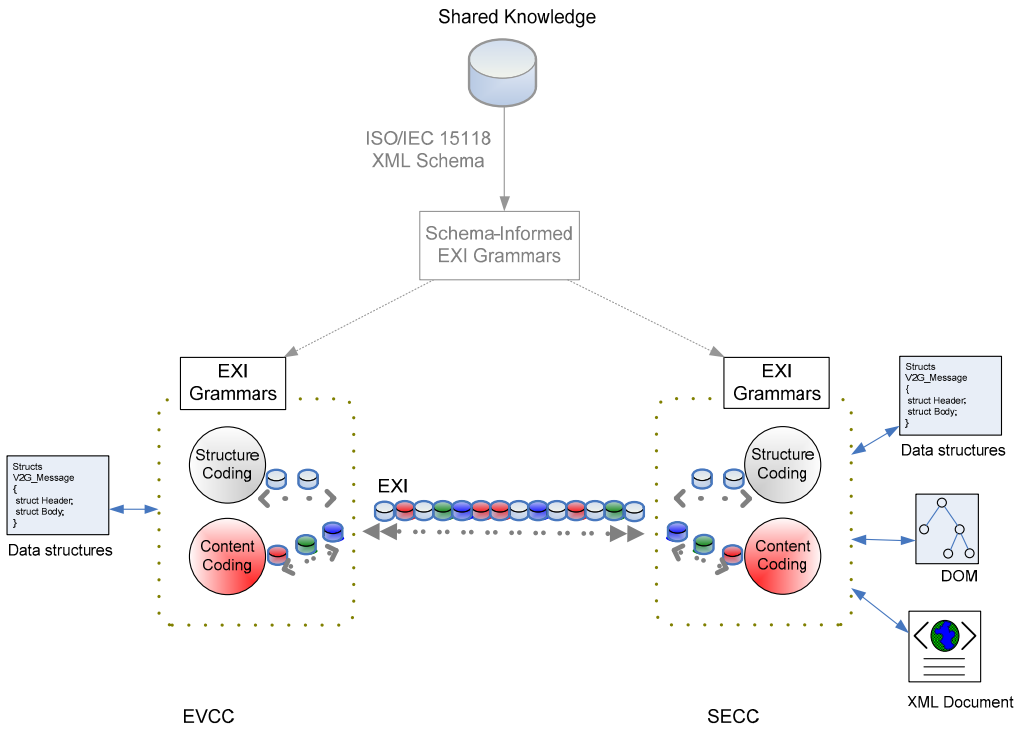 Shared Knowledge
ISO/IEC 15118
XML Schema
Schema-Informed
EXI Grammars
EXI
Grammars
EXI
Grammars
Structs
V2G_Message
{
struct Header;
struct Body;
}
Data structures
Structure
Coding
Content
Coding
EXI
Structure
Coding
Content
Coding
Structs
V2G_Message
{
struct Header;
struct Body;
}
Data structures
DOM
XML Document
EVCC
SECC